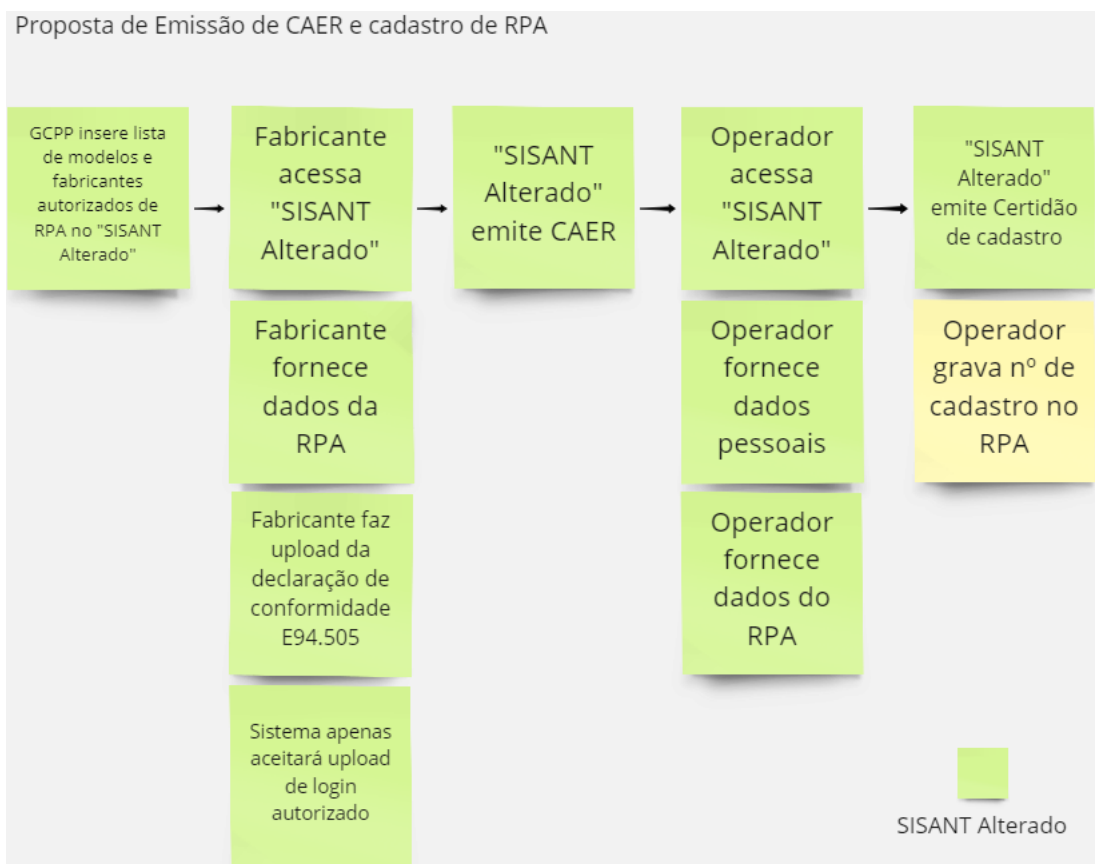 Proposta de Emissão de CAER e cadastro de RPA
GCPP insere lista
de modelos e
fabricantes
autorizados de
RPA no "SISANT
Alterado"
Fabricante
acessa
"SISANT
Alterado"
"SISANT
Alterado"
emite CAER
Operador
acessa
"SISANT
Alterado"
"SISANT
Alterado"
emite Certidão
de cadastro
Fabricante
fornece
dados da
RPA
Operador
fornece
dados
pessoais
Operador
grava nº de
cadastro no
RPA
Fabricante faz
upload da
declaração de
conformidade
E94.505
Operador
fornece
dados do
RPA
Sistema apenas
aceitará upload
de login
autorizado
SISANT Alterado